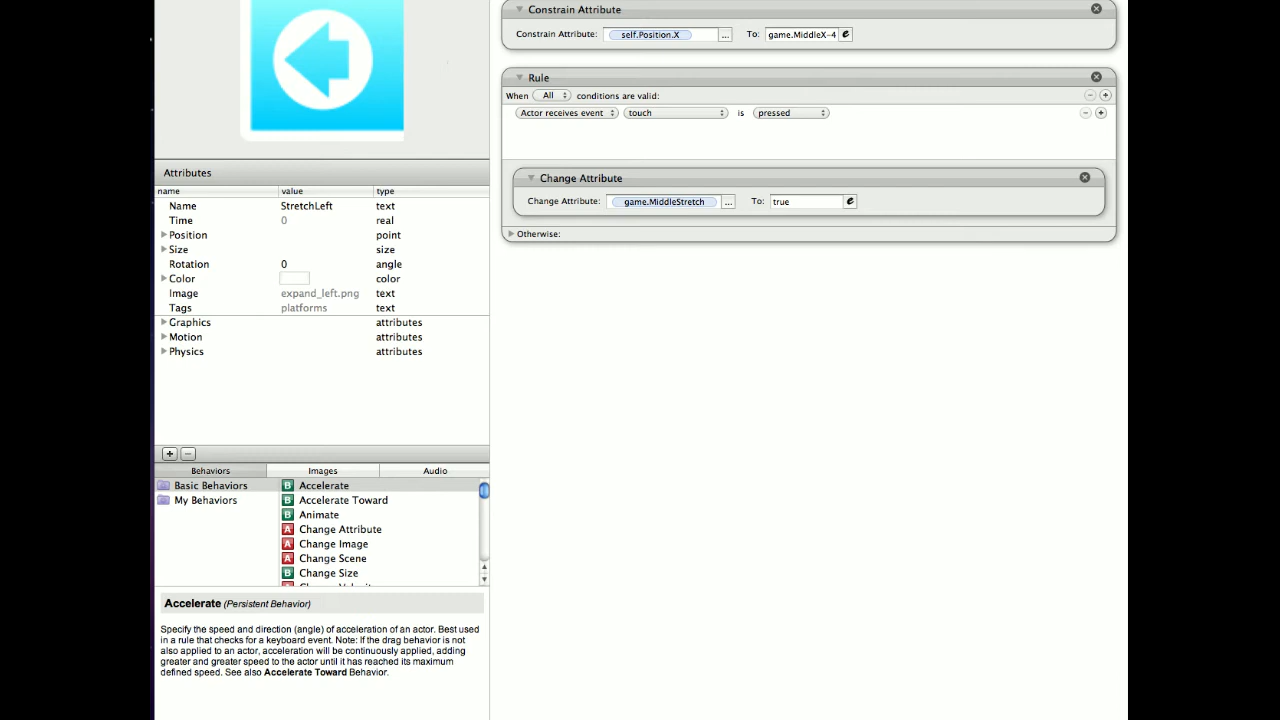 Constrain Attribute
Constrain Attribute: self.Position.X ... To: game.MiddleX-4 e
Rule
When All conditions are valid:
Actor receives event touch is pressed
Change Attribute
Change Attribute: game.MiddleStretch ... To: true e
Otherwise:
Attributes
name value type
Name StretchLeft text
Time 0 real
Position point
Size size
Rotation 0 angle
Color color
Image expand_left.png text
Tags platforms text
Graphics attributes
Motion attributes
Physics attributes
Behaviors Images Audio
Basic Behaviors
My Behaviors
B Accelerate
B Accelerate Toward
B Animate
A Change Attribute
A Change Image
A Change Scene
B Change Size
Accelerate (Persistent Behavior)
Specify the speed and direction (angle) of acceleration of an actor. Best used
in a rule that checks for a keyboard event. Note: If the drag behavior is not
also applied to an actor, acceleration will be continuously applied, adding
greater and greater speed to the actor until it has reached its maximum
defined speed. See also Accelerate Toward Behavior.